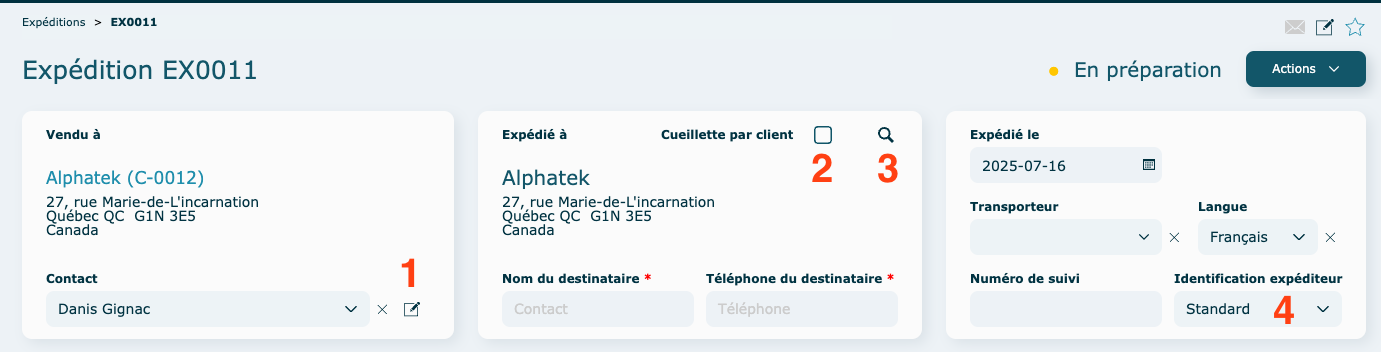 Expéditions > EX0011
Expédition EX0011
En préparation
Actions
Vendu à
Alphatek (C-0012)
27, rue Marie-de-L'incarnation
Québec QC G1N 3E5
Canada
Contact
1
Danis Gignac
Expédié à
Cueillette par client
2
3
Alphatek
27, rue Marie-de-L'incarnation
Québec QC G1N 3E5
Canada
Nom du destinataire *
Téléphone du destinataire *
Contact
Téléphone
Expédié le
2025-07-16
Transporteur
Langue
Français
Numéro de suivi
Identification expéditeur
Standard
4